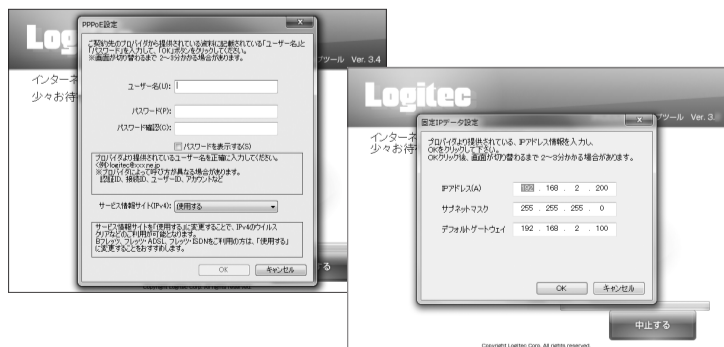 Log
ツール Ver. 3.4
インターネ
少々お待
PPPoE設定
ご契約先のプロバイダから提供されている資料に記載されている「ユーザー名」と
「パスワード」を入力して、「OK」ボタンをクリックしてください。
※画面が切り替わるまで 2～3分かかる場合があります。
ユーザー名(U):
パスワード(P):
パスワード確認(C):
パスワードを表示する(S)
プロバイダより提供されているユーザー名を正確に入力してください。
(例)logitec@xxx.ne.jp
※プロバイダによって呼び方が異なる場合があります。
認証ID、接続ID、ユーザーID、アカウントなど
サービス情報サイト(IPv4): 使用する
サービス情報サイトを「使用する」に変更することで、IPv4のウイルス
クリアなどのご利用が可能となります。
Bフレッツ、フレッツ・ADSL、フレッツ・ISDNをご利用の方は、「使用する」
に変更することをおすすめします。
OK キャンセル
る
Copyright Logitec Corp. All rights reserved.
Logitec
ツール Ver. 3.
インターネ
少々お待
固定IPデータ設定
プロバイダより提供されている、IPアドレス情報を入力し、
OKをクリックして下さい。
OKクリック後、画面が切り替わるまで 2～3分かかる場合があります。
IPアドレス(A) 192 . 168 . 2 . 200
サブネットマスク 255 . 255 . 255 . 0
デフォルトゲートウェイ 192 . 168 . 2 . 100
OK キャンセル
中止する
Copyright Logitec Corp. All rights reserved.